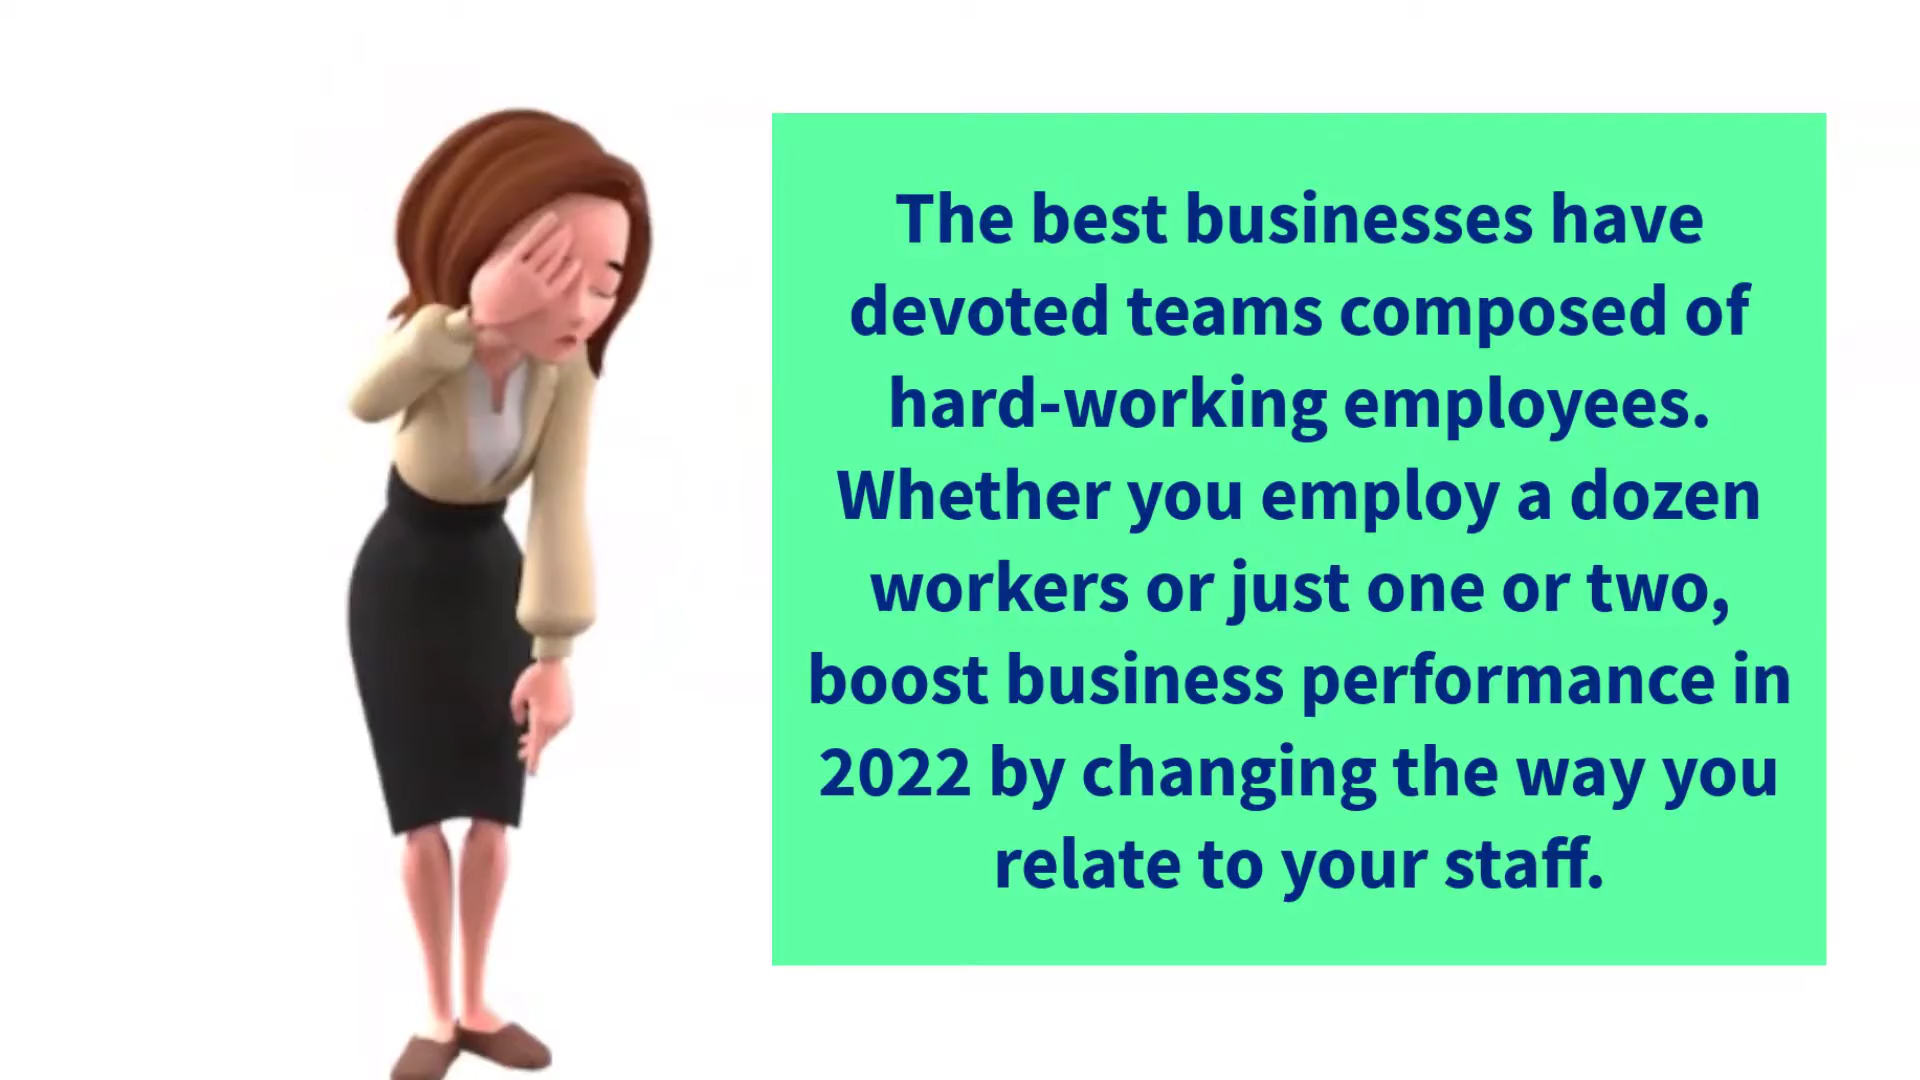 The best businesses have
devoted teams composed of
hard-working employees.
Whether you employ a dozen
workers or just one or two,
boost business performance in
2022 by changing the way you
relate to your staff.